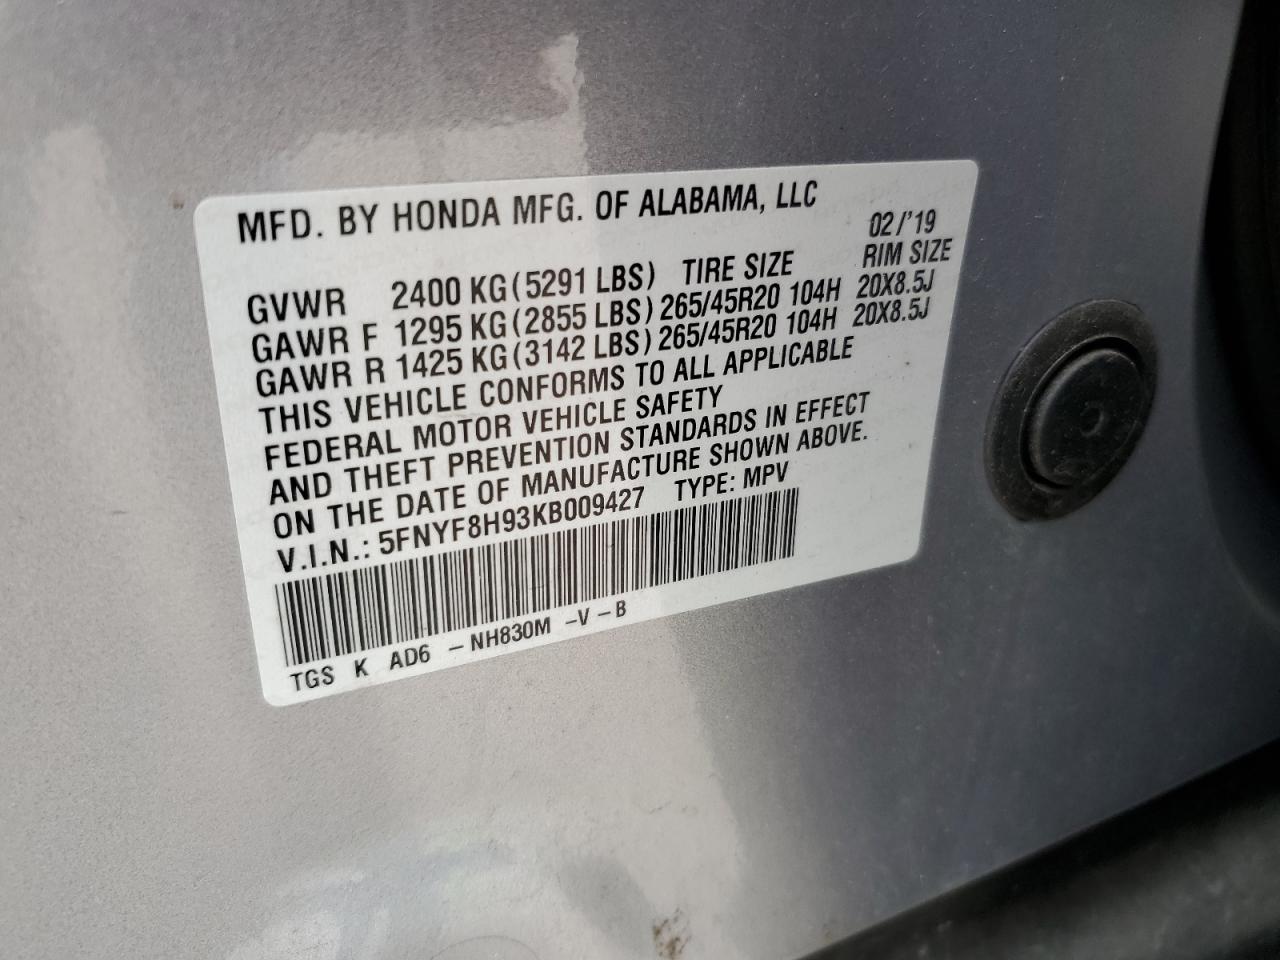 MFD. BY HONDA MFG. OF ALABAMA, LLC
02/'19
GVWR 2400 KG (5291 LBS) TIRE SIZE RIM SIZE
GAWR F 1295 KG (2855 LBS) 265/45R20 104H 20X8.5J
GAWR R 1425 KG (3142 LBS) 265/45R20 104H 20X8.5J
THIS VEHICLE CONFORMS TO ALL APPLICABLE
FEDERAL MOTOR VEHICLE SAFETY
AND THEFT PREVENTION STANDARDS IN EFFECT
ON THE DATE OF MANUFACTURE SHOWN ABOVE.
V.I.N.: 5FNYF8H93KB009427 TYPE: MPV
TGS K AD6 - NH830M -V-B